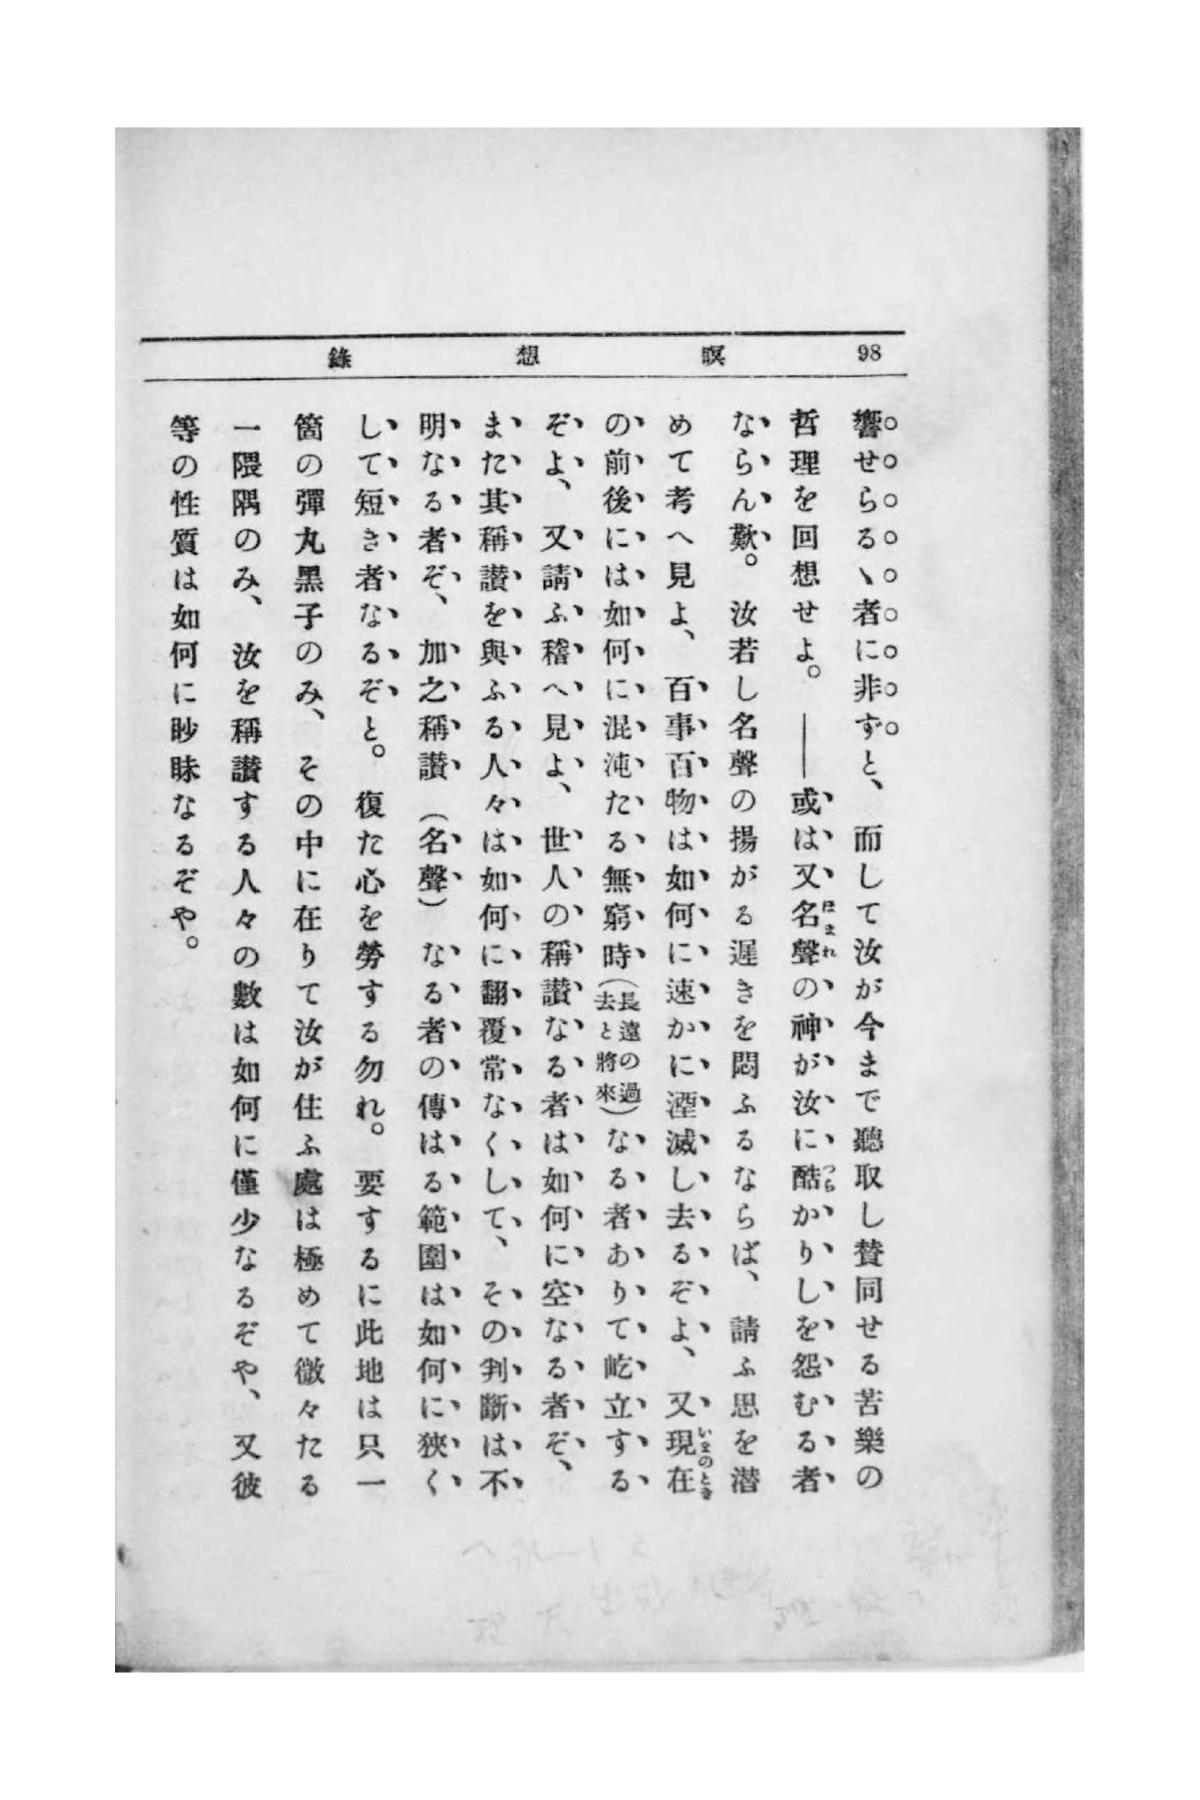 98 瞑想錄
響せらるヽ者に非ずと、而して汝が今まで聽取し賛同せる苦樂の
哲理を回想せよ。――或は又名聲の神が汝に酷かりしを怨むる者
ならん歟。汝若し名聲の揚がる遅きを悶ふるならば、請ふ思を潜
めて考へ見よ、百事百物は如何に速かに湮滅し去るぞよ、又現在
の前後には如何に混沌たる無窮時(長遠の過去と將來)なる者ありて屹立する
ぞよ、又請ふ稽へ見よ、世人の稱讃なる者は如何に空なる者ぞ、
また其稱讃を與ふる人々は如何に翻覆常なくして、その判斷は不
明なる者ぞ、加之稱讃(名聲)なる者の傳はる範圍は如何に狹く
して短き者なるぞと。復た心を勞する勿れ。要するに此地は只一
箇の彈丸黑子のみ、その中に在りて汝が住ふ處は極めて微々たる
一隈隅のみ、汝を稱讃する人々の數は如何に僅少なるぞや、又彼
等の性質は如何に眇昧なるぞや。
ほまれ
つら
いまのとき